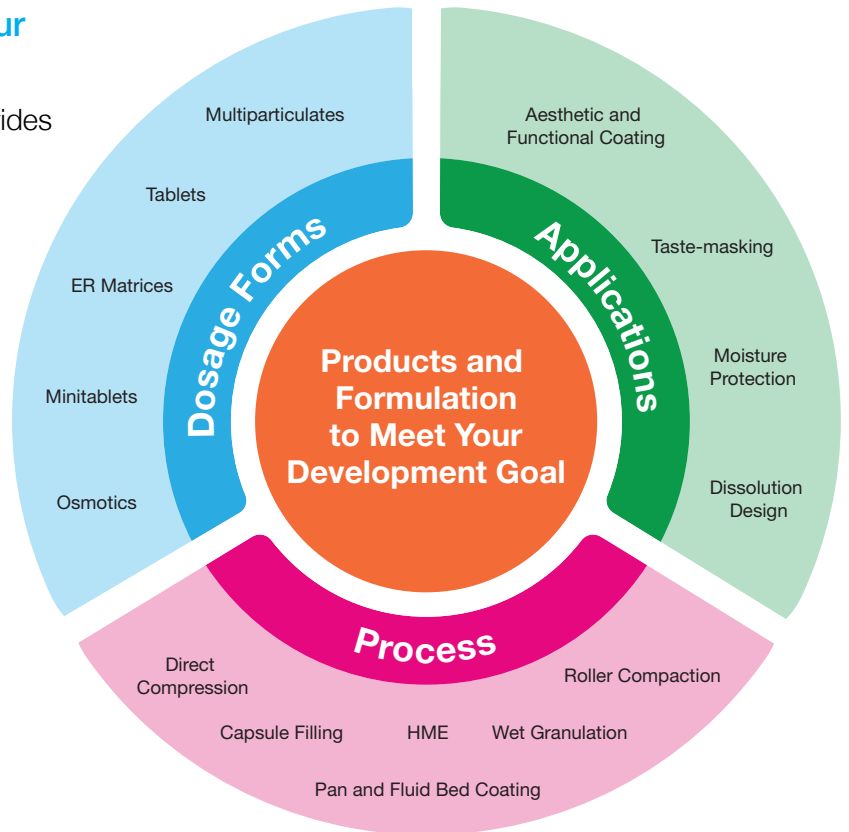 ur
ides
Multiparticulates
Tablets
ER Matrices
Minitablets
Osmotics
Dosage Forms
Aesthetic and
Functional Coating
Taste-masking
Moisture
Protection
Dissolution
Design
Applications
Products and
Formulation
to Meet Your
Development Goal
Process
Direct
Compression
Roller Compaction
Capsule Filling
HME
Wet Granulation
Pan and Fluid Bed Coating